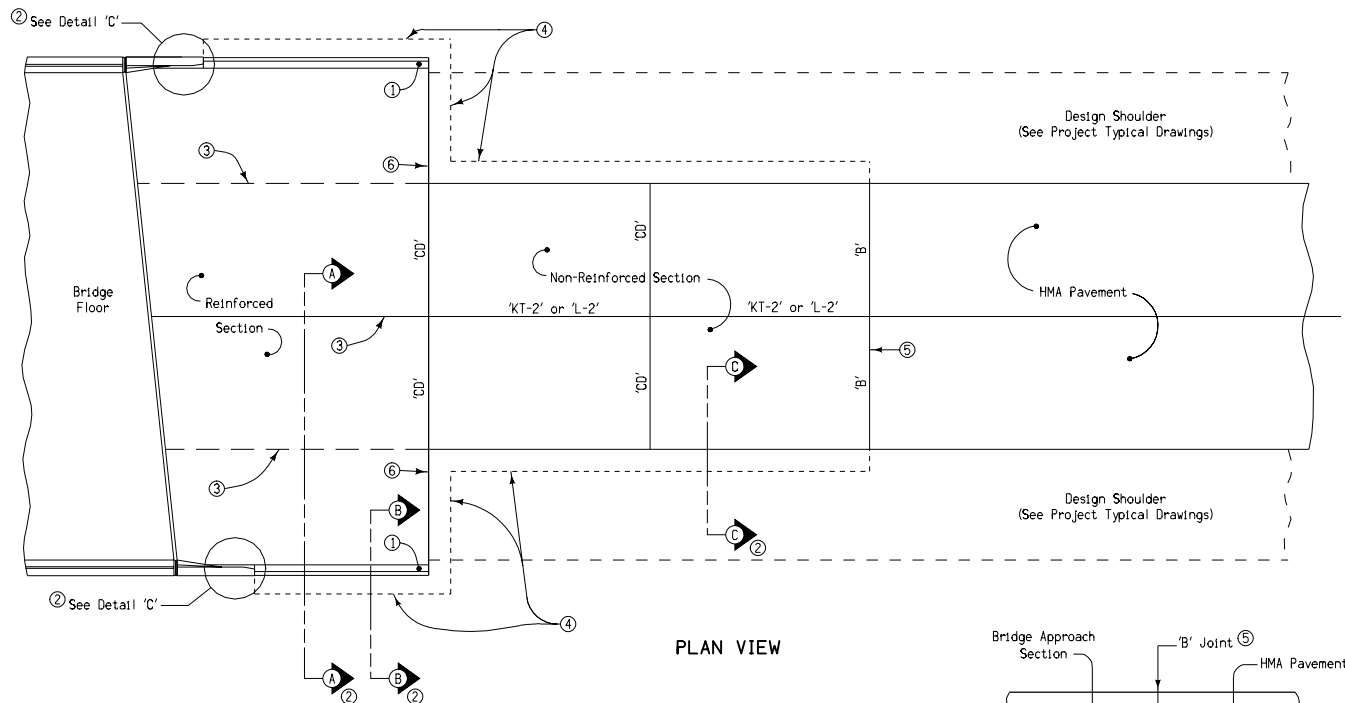 ② See Detail 'C'
④
①
Design Shoulder
(See Project Typical Drawings)
③
⑥
'CD'
'CD'
'B'
A
Non-Reinforced Section
HMA Pavement
Bridge
Floor
Reinforced
Section
'KT-2' or 'L-2'
'KT-2' or 'L-2'
③
⑤
C
'CD'
'CD'
'B'
③
⑥
B
Design Shoulder
(See Project Typical Drawings)
C
②
①
② See Detail 'C'
④
PLAN VIEW
A
②
B
②
Bridge Approach
Section
'B' Joint ⑤
HMA Pavement